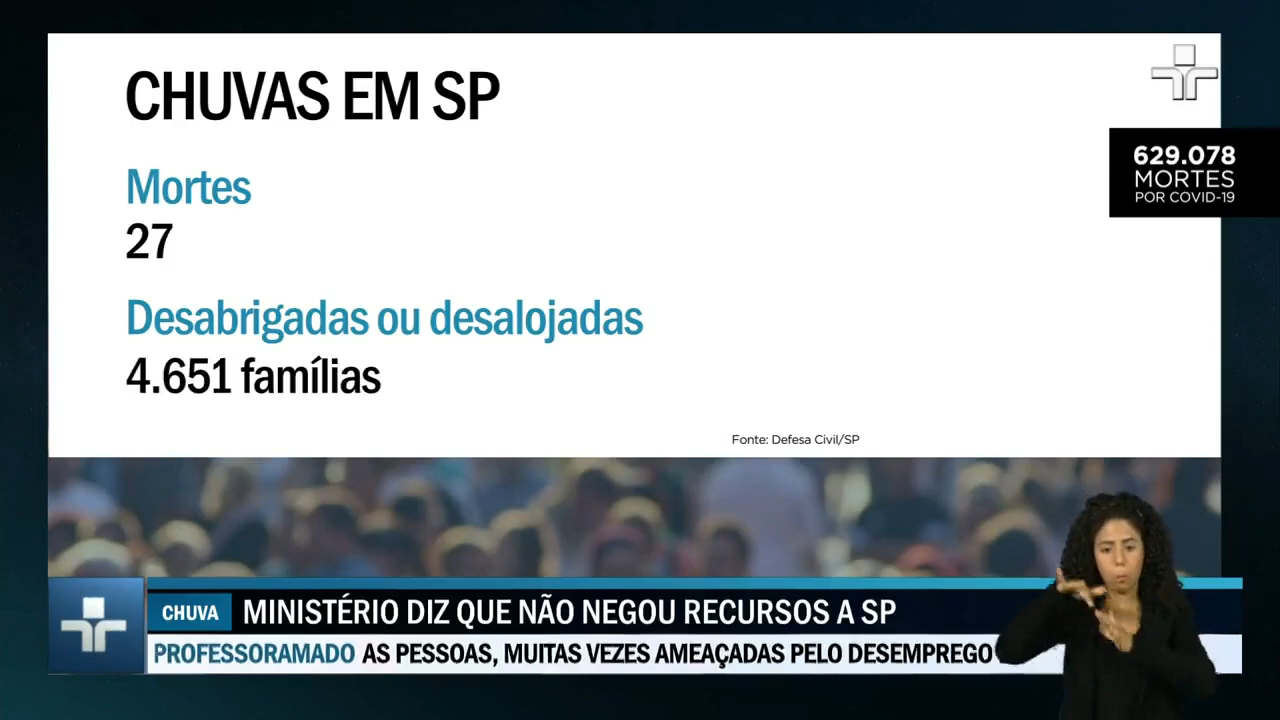 CHUVAS EM SP
Mortes
27
Desabrigadas ou desalojadas
4.651 famílias
Fonte: Defesa Civil/SP
629.078
MORTES
POR COVID-19
CHUVA MINISTÉRIO DIZ QUE NÃO NEGOU RECURSOS A SP
PROFESSORAMADO AS PESSOAS, MUITAS VEZES AMEAÇADAS PELO DESEMPREGO